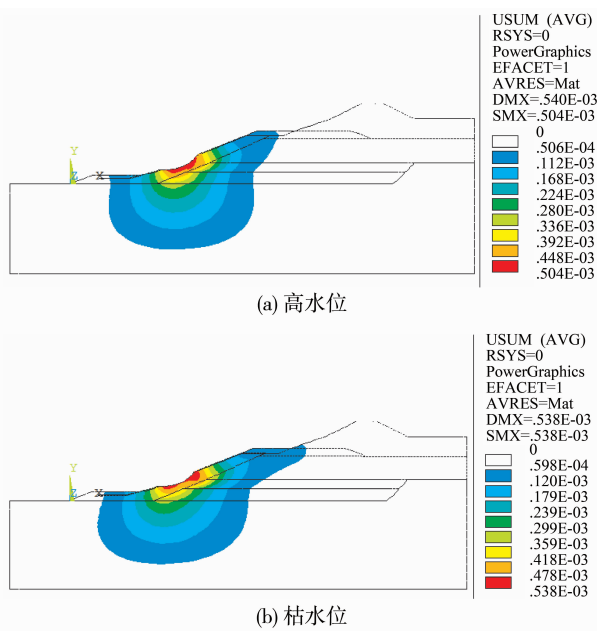 USUM (AVG)
RSYS=0
PowerGraphics
EFACET=1
AVRES=Mat
DMX=.540E-03
SMX=.504E-03
0
.506E-04
.112E-03
.168E-03
.224E-03
.280E-03
.336E-03
.392E-03
.448E-03
.504E-03
Y
Z
X
(a) 高水位
USUM (AVG)
RSYS=0
PowerGraphics
EFACET=1
AVRES=Mat
DMX=.538E-03
SMX=.538E-03
0
.598E-04
.120E-03
.179E-03
.239E-03
.299E-03
.359E-03
.418E-03
.478E-03
.538E-03
Y
Z
X
(b) 枯水位